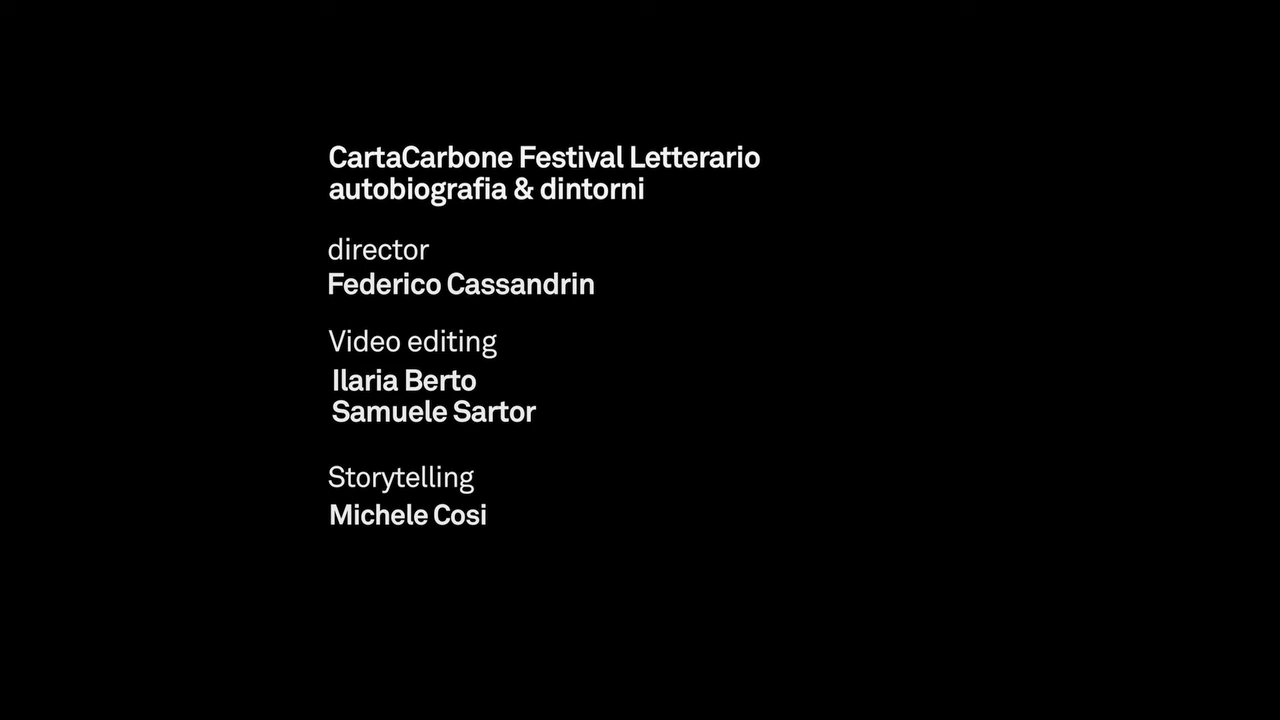 CartaCarbone Festival Letterario
autobiografia & dintorni
director
Federico Cassandrin
Video editing
Ilaria Berto
Samuele Sartor
Storytelling
Michele Cosi